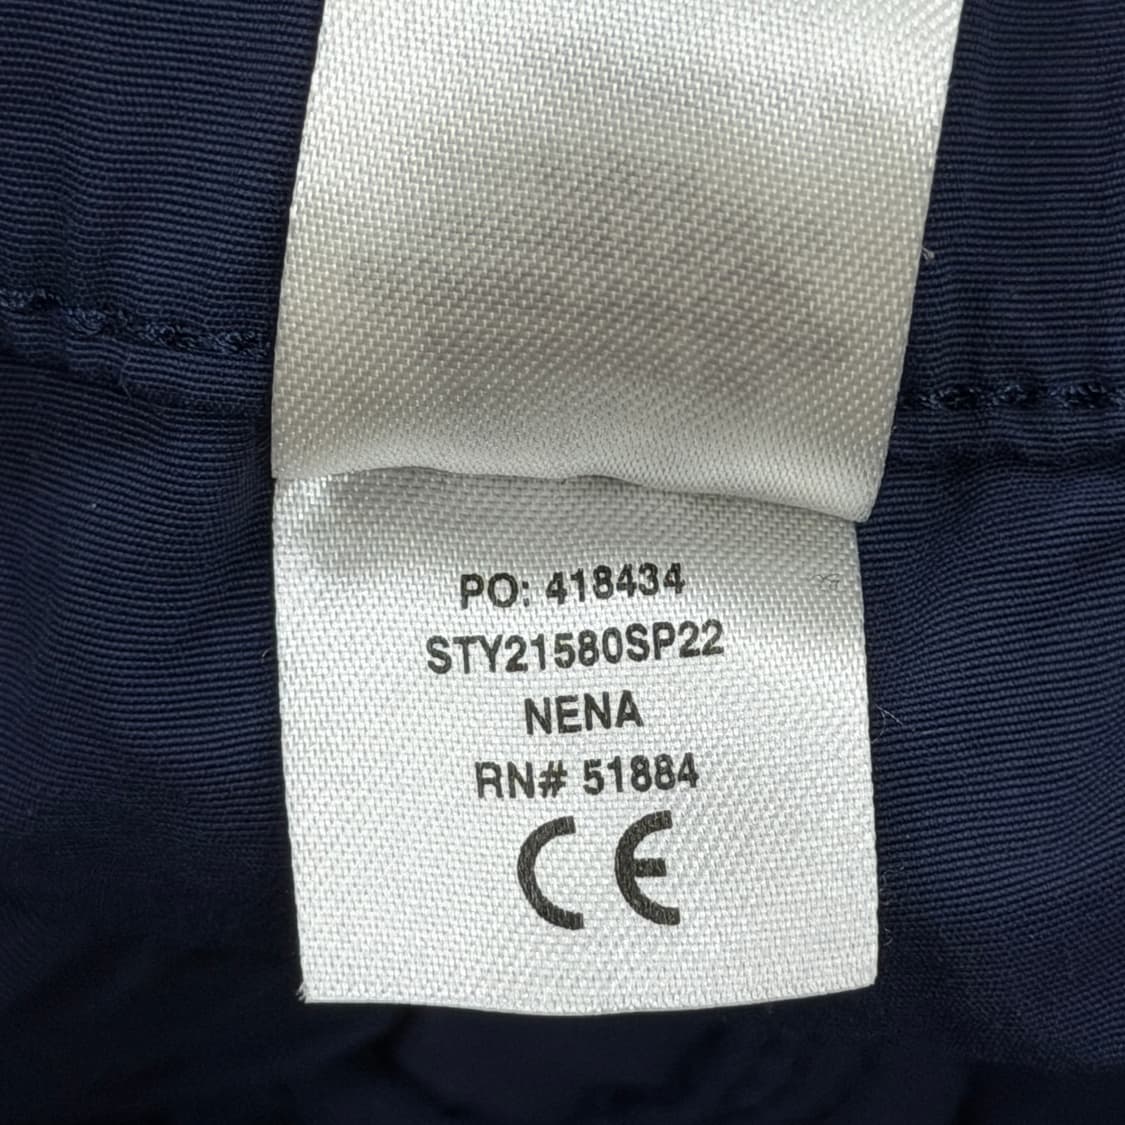 PO: 418434
STY21580SP22
NENA
RN# 51884
CE